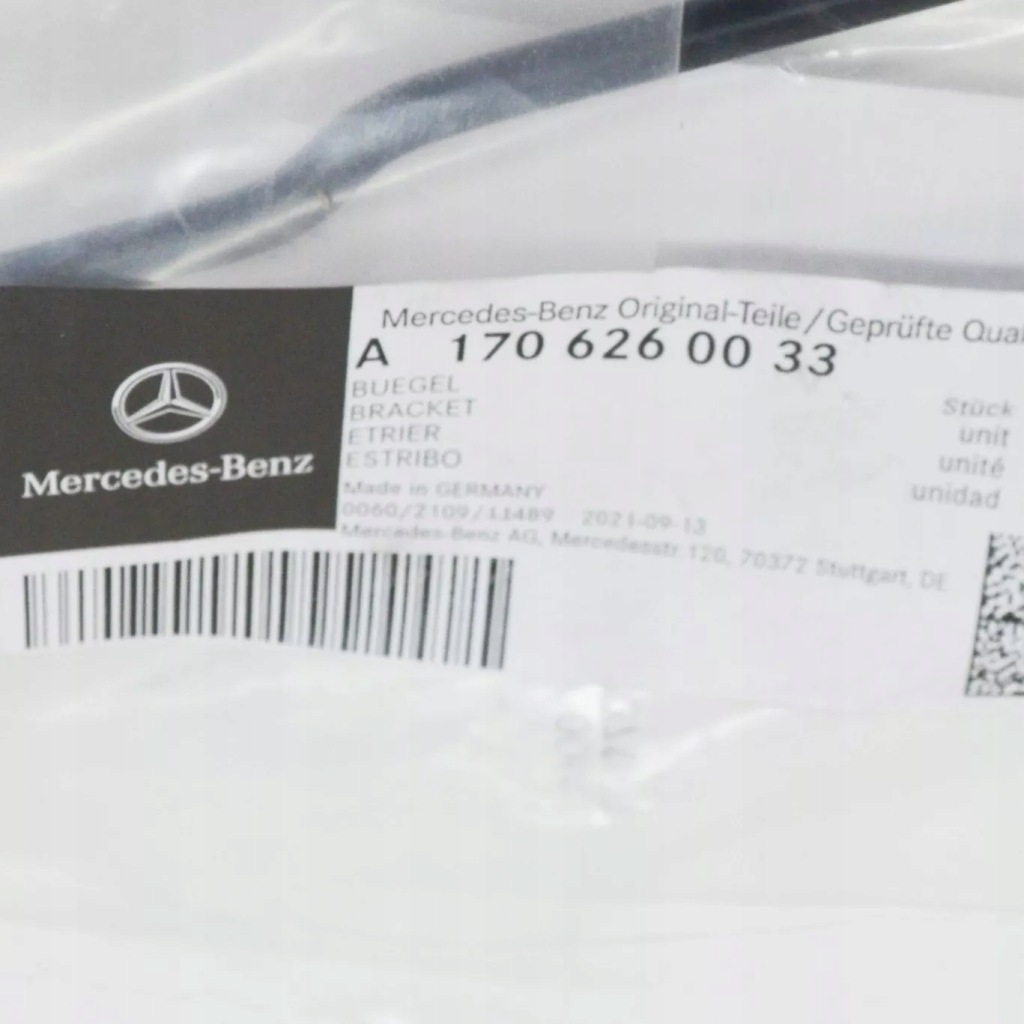 Mercedes-Benz Original-Teile/Geprüfte Qua
A 170 626 00 33
BUEGEL
BRACKET
ETRIER
ESTRIBO
Stück
unit
unité
unidad
Made in GERMANY
0060/2109/11489 2021-09-13
Mercedes-Benz AG, Mercedesstr.120, 70372 Stuttgart, DE
Mercedes-Benz